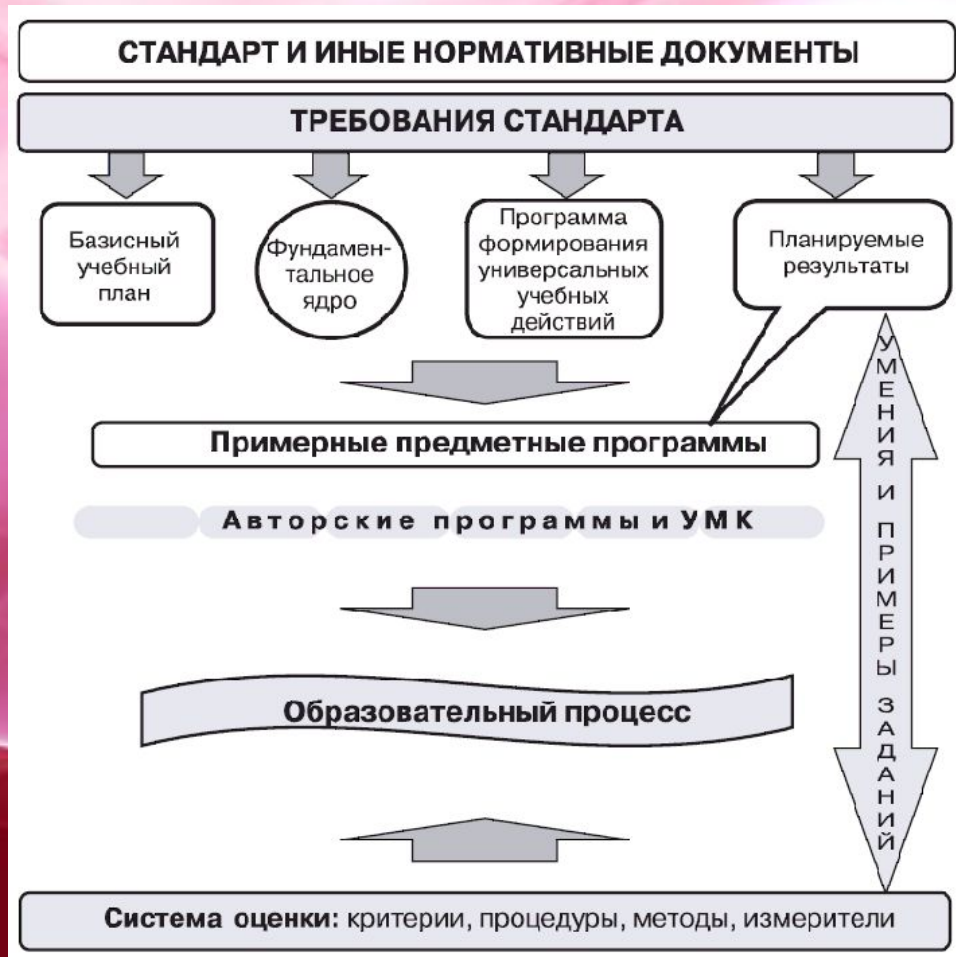 СТАНДАРТ И ИНЫЕ НОРМАТИВНЫЕ ДОКУМЕНТЫ
ТРЕБОВАНИЯ СТАНДАРТА
Базисный
учебный
план
Фундамен-
тальное
ядро
Программа
формирования
универсальных
учебных
действий
Планируемые
результаты
Примерные предметные программы
Авторские программы и УМК
Образовательный процесс
УМЕНИЯ И ПРИМЕРЫ ЗАДАНИЙ
Система оценки: критерии, процедуры, методы, измерители